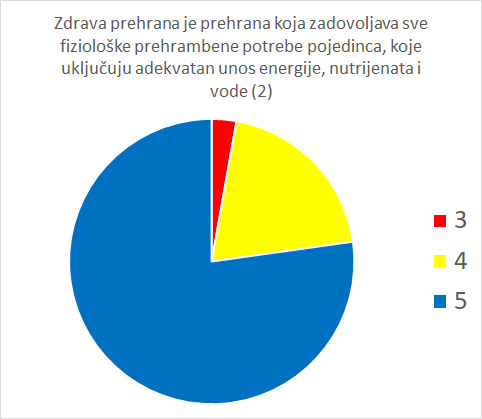 Zdrava prehrana je prehrana koja zadovoljava sve
fiziološke prehrambene potrebe pojedinca, koje
uključuju adekvatan unos energije, nutrijenata i
vode (2)
3
4
5